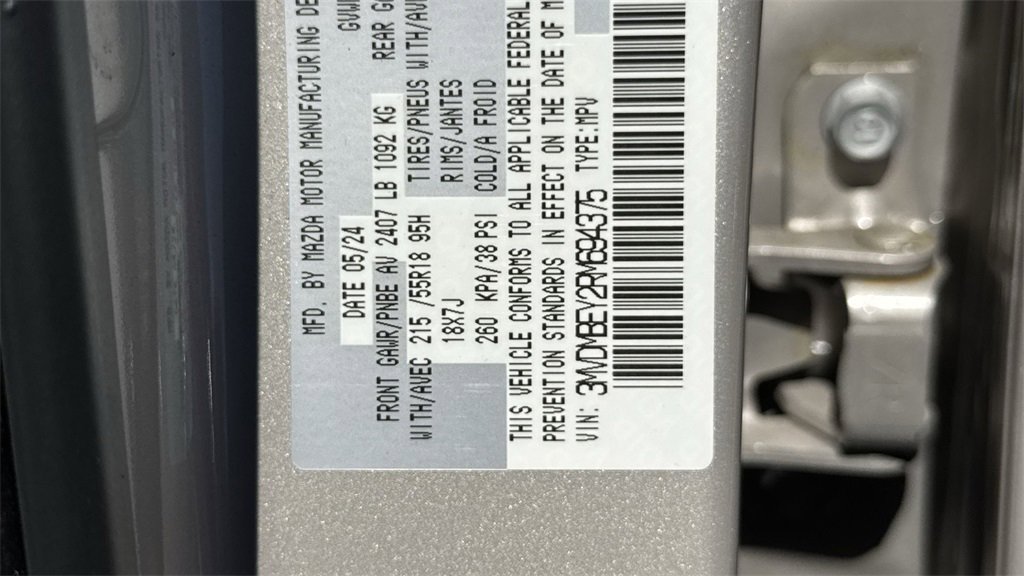 MFD. BY MAZDA MOTOR MANUFACTURING DE
DATE 05/24 GVWR
FRONT GAWR/PNBE AV 2407 LB 1092 KG REAR GA
WITH/AVEC 215/55R18 95H TIRES/PNEUS WITH/AV
18X7J RIMS/JANTES
260 KPA/38 PSI COLD/A FROID
THIS VEHICLE CONFORMS TO ALL APPLICABLE FEDERAL
PREVENTION STANDARDS IN EFFECT ON THE DATE OF M
VIN: 3MVDMBEY2RM694375 TYPE:MPV